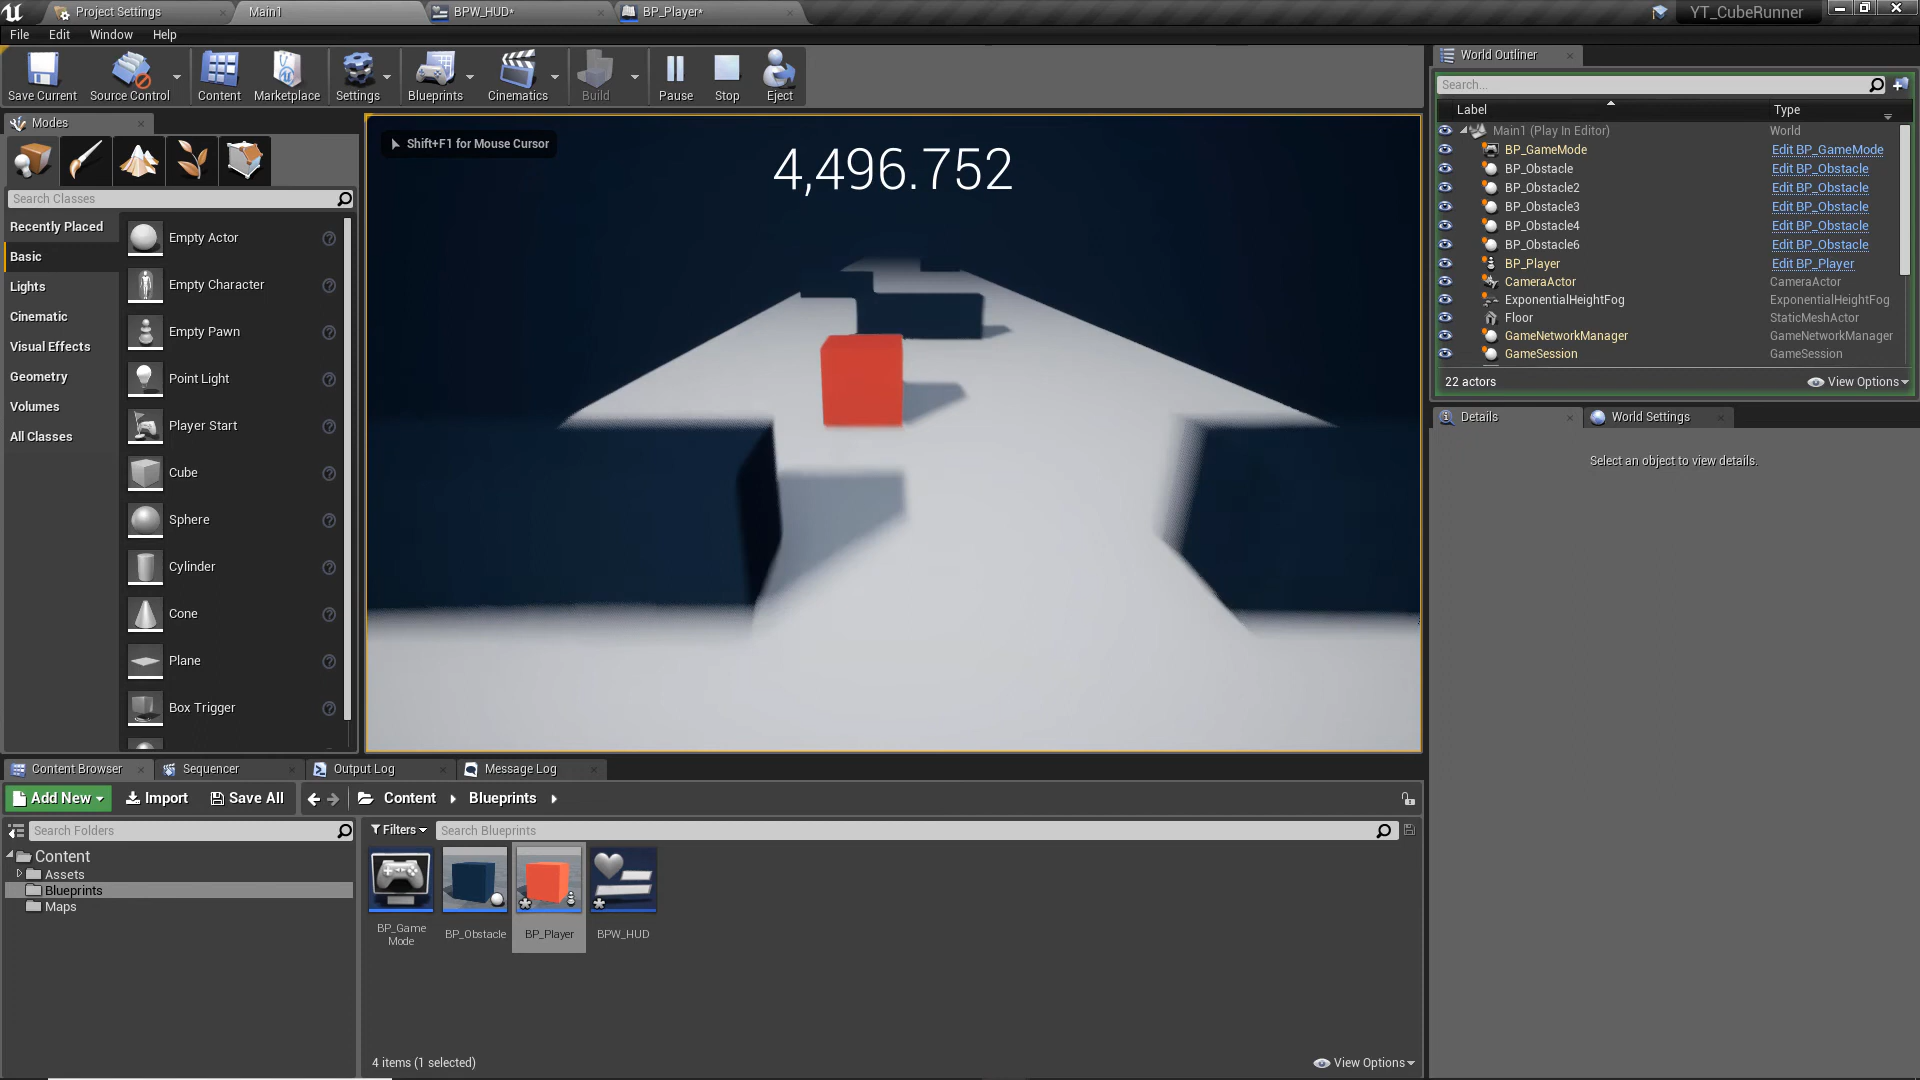 Project Settings
Main1
BPW_HUD*
BP_Player*
YT_CubeRunner
File Edit Window Help
Save Current
Source Control
Content
Marketplace
Settings
Blueprints
Cinematics
Build
Pause
Stop
Eject
Modes
Search Classes
Recently Placed
Basic
Lights
Cinematic
Visual Effects
Geometry
Volumes
All Classes
Empty Actor
Empty Character
Empty Pawn
Point Light
Player Start
Cube
Sphere
Cylinder
Cone
Plane
Box Trigger
Shift+F1 for Mouse Cursor
4,496.752
World Outliner
Search...
Label Type
Main1 (Play In Editor) World
BP_GameMode Edit BP_GameMode
BP_Obstacle Edit BP_Obstacle
BP_Obstacle2 Edit BP_Obstacle
BP_Obstacle3 Edit BP_Obstacle
BP_Obstacle4 Edit BP_Obstacle
BP_Obstacle6 Edit BP_Obstacle
BP_Player Edit BP_Player
CameraActor CameraActor
ExponentialHeightFog ExponentialHeightFog
Floor StaticMeshActor
GameNetworkManager GameNetworkManager
GameSession GameSession
22 actors View Options
Details
World Settings
Select an object to view details.
Content Browser
Sequencer
Output Log
Message Log
Add New Import Save All Content Blueprints
Search Folders
Content
Assets
Blueprints
Maps
Filters Search Blueprints
BP_Game
Mode
BP_Obstacle
BP_Player
BPW_HUD
4 items (1 selected) View Options